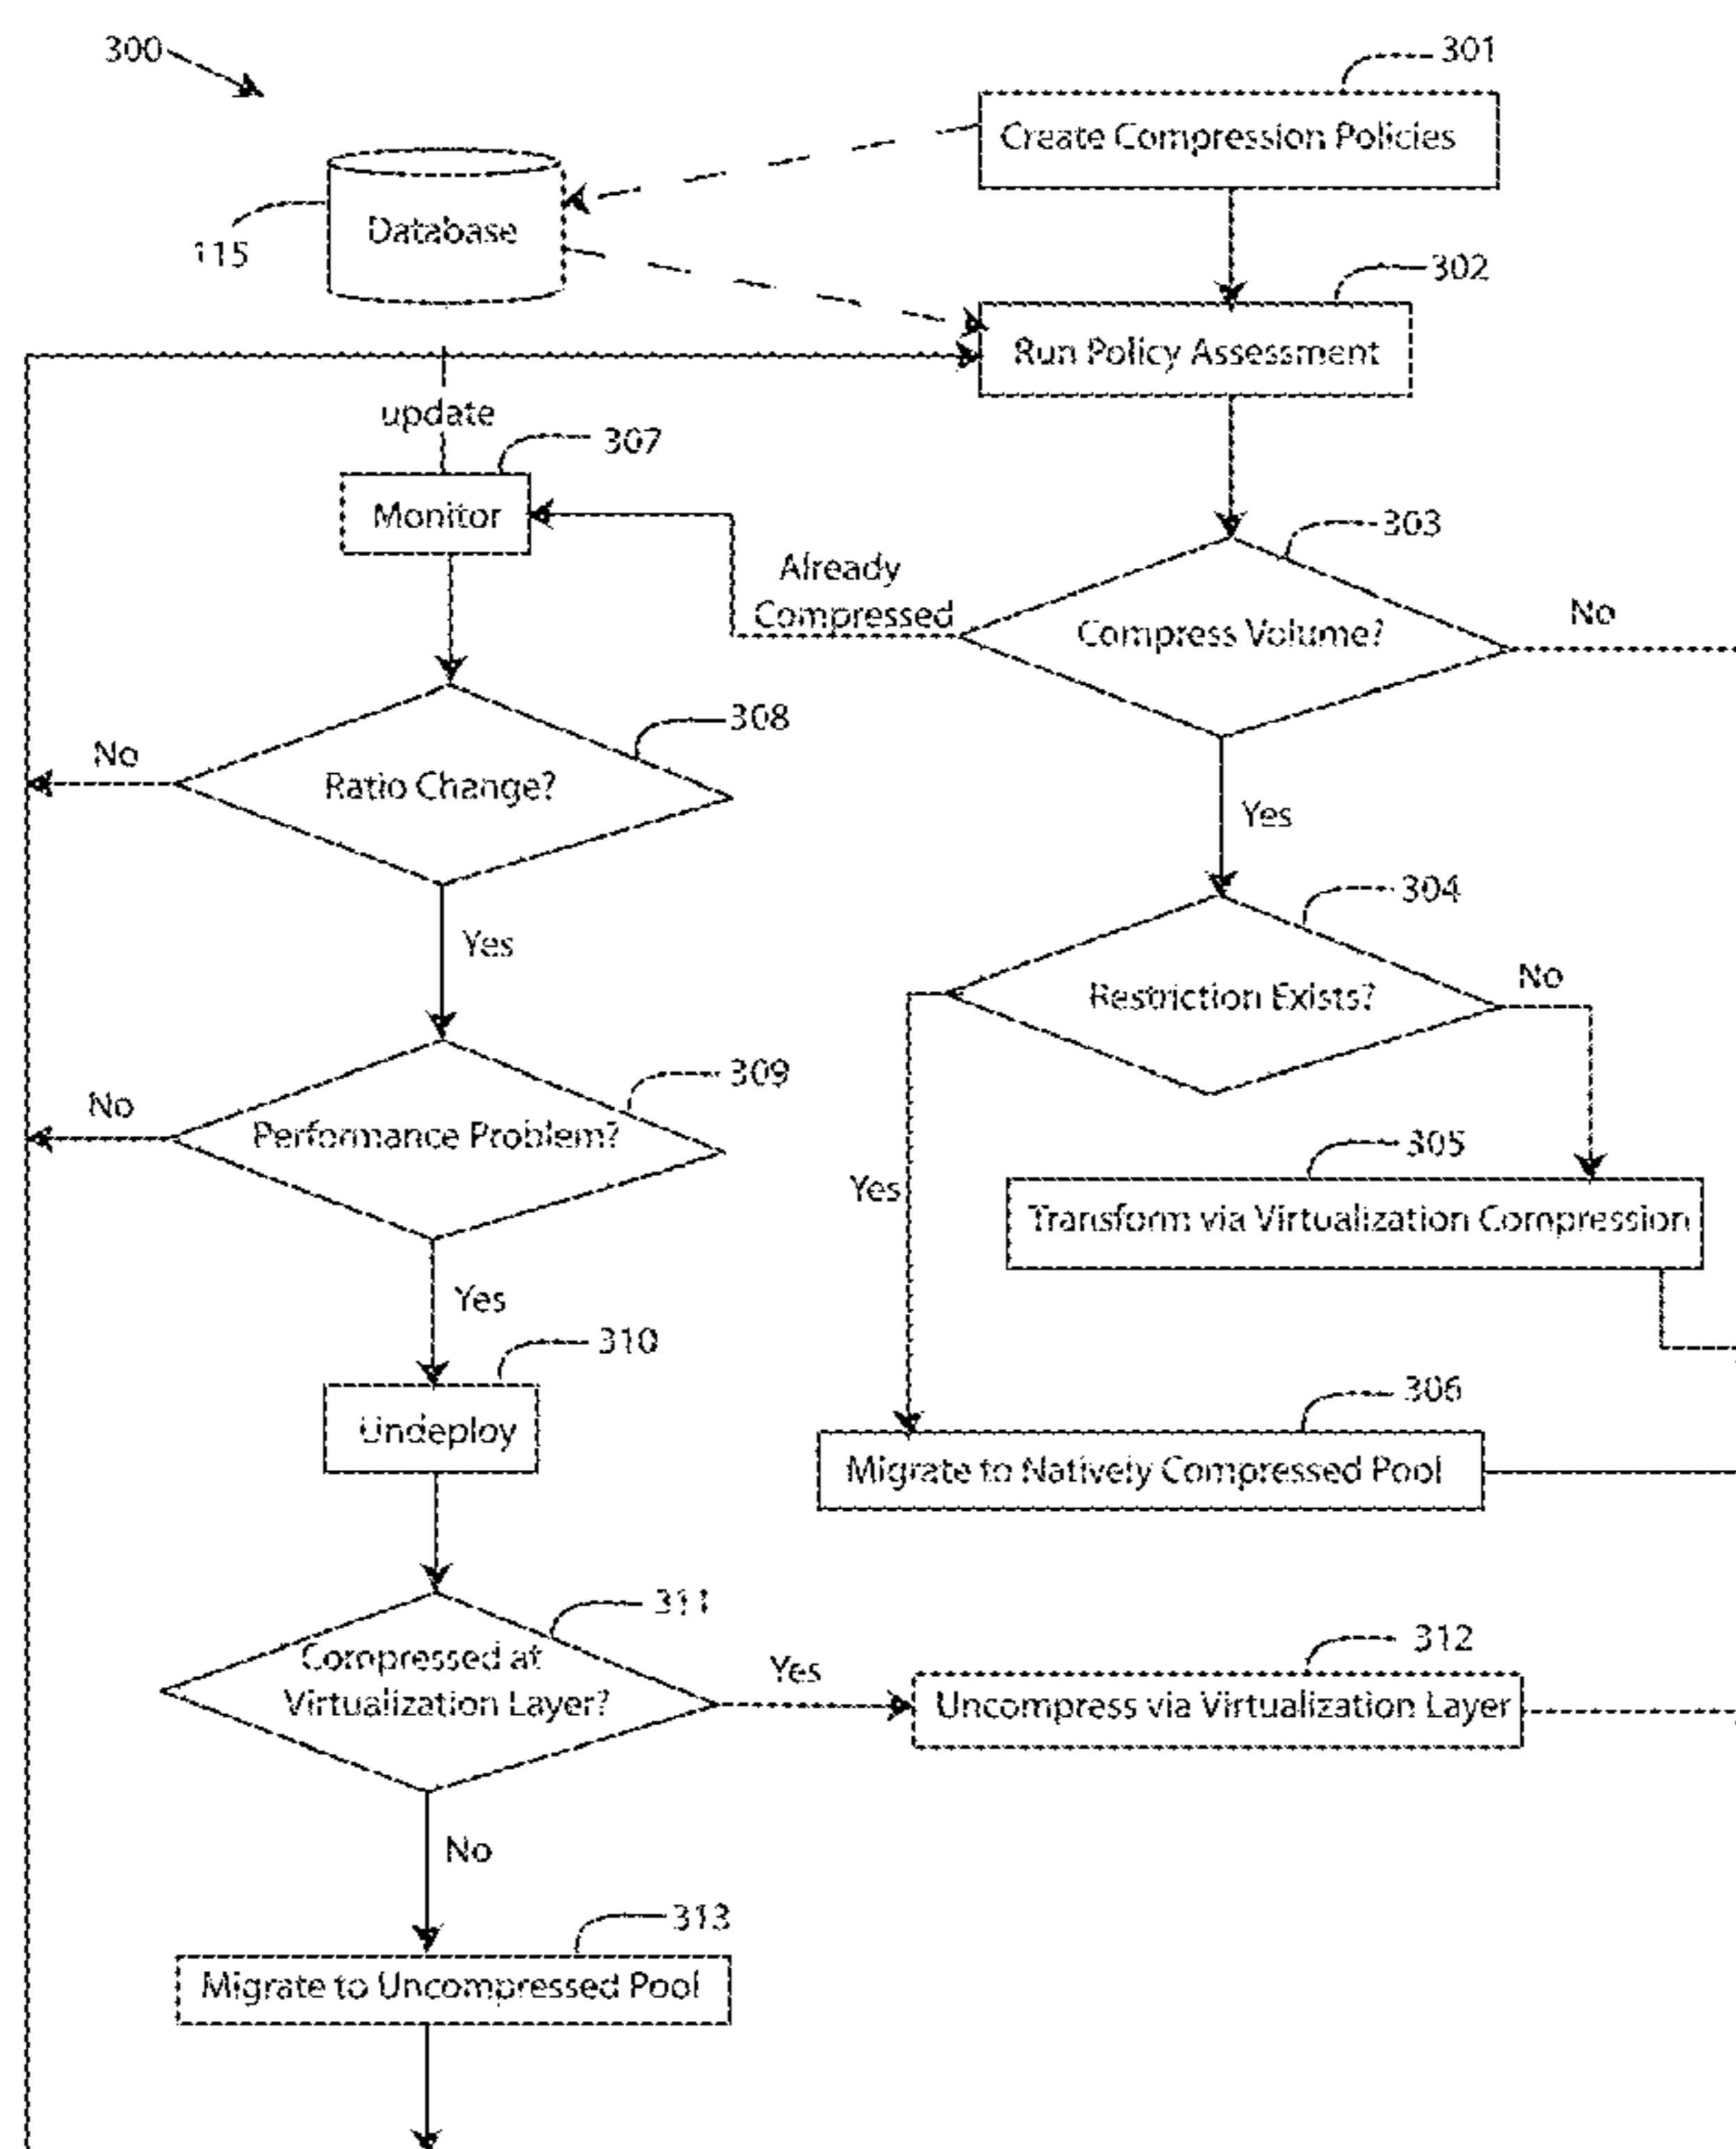 300
301
Create Compression Policies
Database
115
302
Run Policy Assessment
update
307
Monitor
303
Already
Compressed
Compress Volume?
No
308
No
Ratio Change?
Yes
Yes
304
Restriction Exists?
No
309
No
Performance Problem?
Yes
305
Transform via Virtualization Compression
Yes
310
Undeploy
306
Migrate to Natively Compressed Pool
311
Compressed at
Virtualization Layer?
Yes
312
Uncompress via Virtualization Layer
No
313
Migrate to Uncompressed Pool